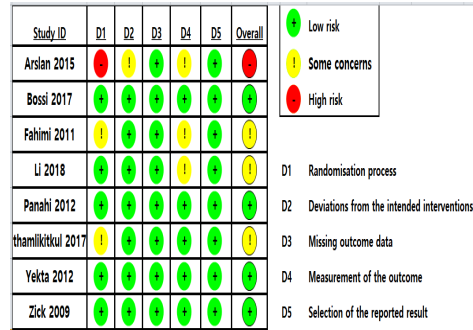 Study ID D1 D2 D3 D4 D5 Overall
Arslan 2015 - ! + ! + -
Bossi 2017 + + + + + +
Fahimi 2011 ! + + ! + !
Li 2018 + + + ! + !
Panahi 2012 + + + + + +
thamlikitkul 2017 ! + + + + !
Yekta 2012 + + + + + +
Zick 2009 + + + + + +
+ Low risk
! Some concerns
- High risk
D1 Randomisation process
D2 Deviations from the intended interventions
D3 Missing outcome data
D4 Measurement of the outcome
D5 Selection of the reported result